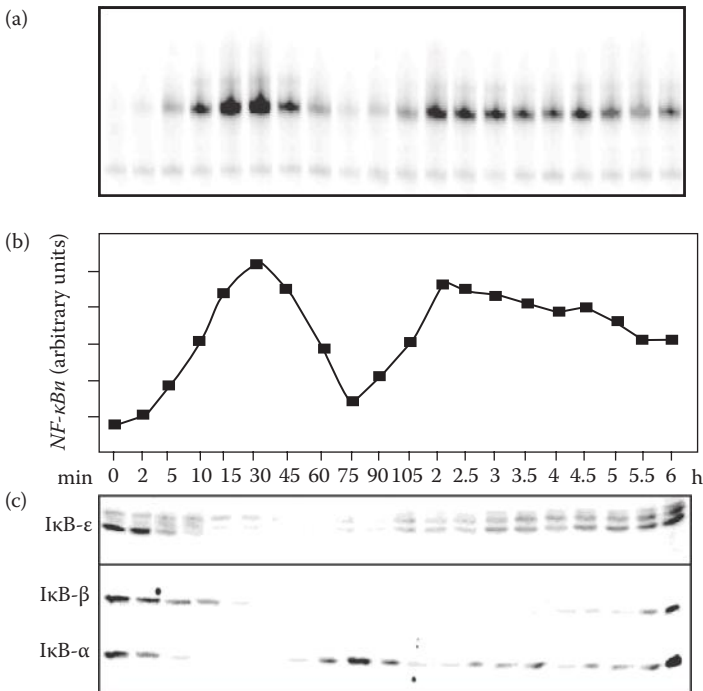 (a)
(b)
NF-κBn (arbitrary units)
min 0 2 5 10 15 30 45 60 75 90 105 2 2.5 3 3.5 4 4.5 5 5.5 6 h
(c)
IκB-ε
IκB-β
IκB-α